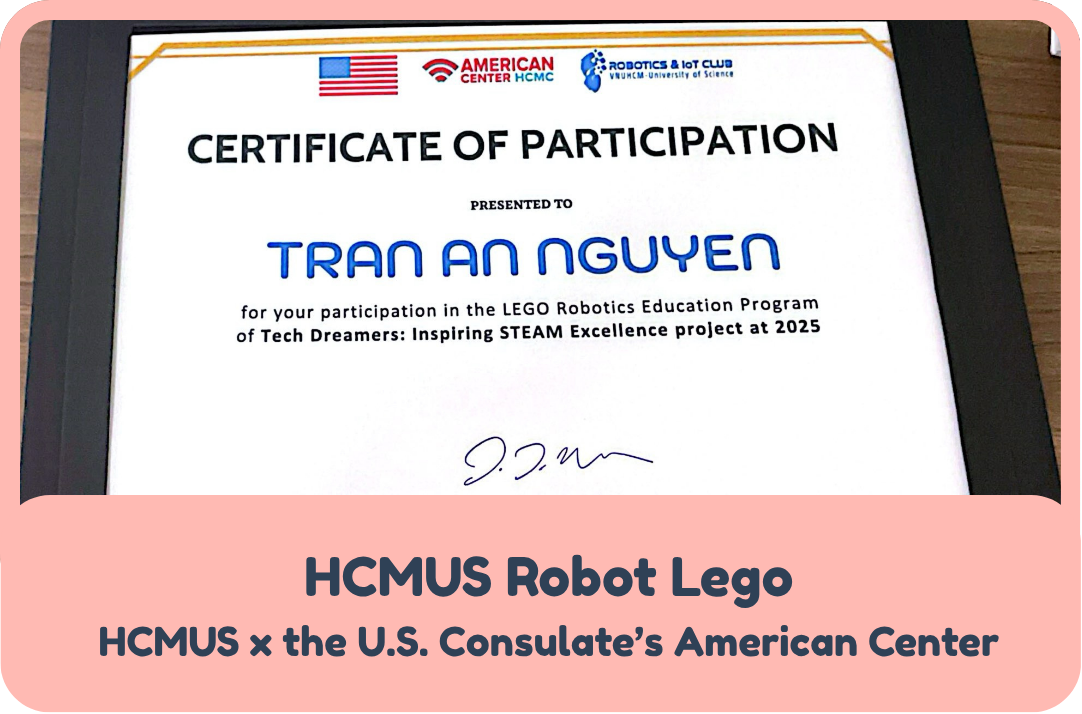 AMERICAN
CENTER HCMC
ROBOTICS & IoT CLUB
VNUHCM-University of Science
CERTIFICATE OF PARTICIPATION
PRESENTED TO
TRAN AN NGUYEN
for your participation in the LEGO Robotics Education Program
of Tech Dreamers: Inspiring STEAM Excellence project at 2025
HCMUS Robot Lego
HCMUS x the U.S. Consulate’s American Center